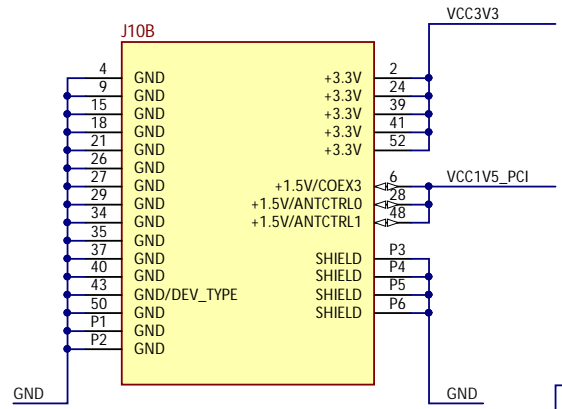 VCC3V3
J10B
4 GND +3.3V 2
9 GND +3.3V 24
15 GND +3.3V 39
18 GND +3.3V 41
21 GND +3.3V 52
26 GND
27 GND +1.5V/COEX3 6 VCC1V5_PCI
29 GND +1.5V/ANTCTRL0 28
34 GND +1.5V/ANTCTRL1 48
35 GND
37 GND SHIELD P3
40 GND SHIELD P4
43 GND/DEV_TYPE SHIELD P5
50 GND SHIELD P6
P1 GND
P2 GND
GND GND